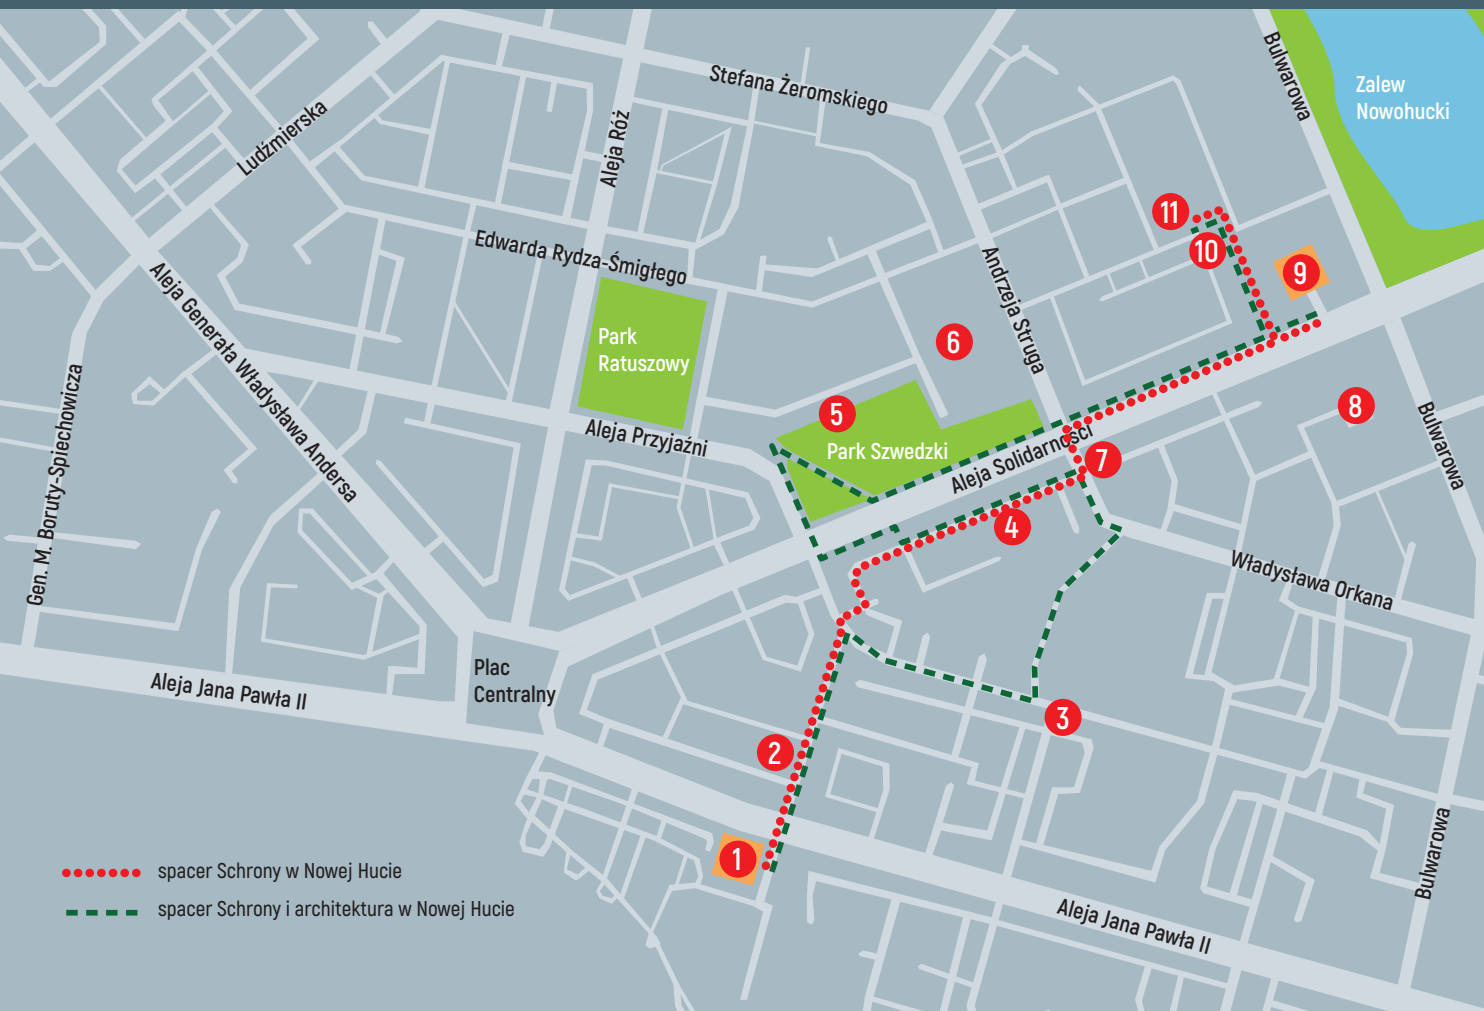 Stefana Żeromskiego
Bulwarowa
Zalew
Nowohucki
Ludźmierska
Aleja Róż
11
10
9
Edwarda Rydza-Śmigłego
Andrzeja Struga
Aleja Generała Władysława Andersa
Park
Ratuszowy
6
5
8
Gen. M. Boruty-Spiechowicza
Aleja Przyjaźni
Park Szwedzki
Aleja Solidarności
7
Bulwarowa
4
Władysława Orkana
Plac
Centralny
Aleja Jana Pawła II
3
2
1
Bulwarowa
spacer Schrony w Nowej Hucie
spacer Schrony i architektura w Nowej Hucie
Aleja Jana Pawła II